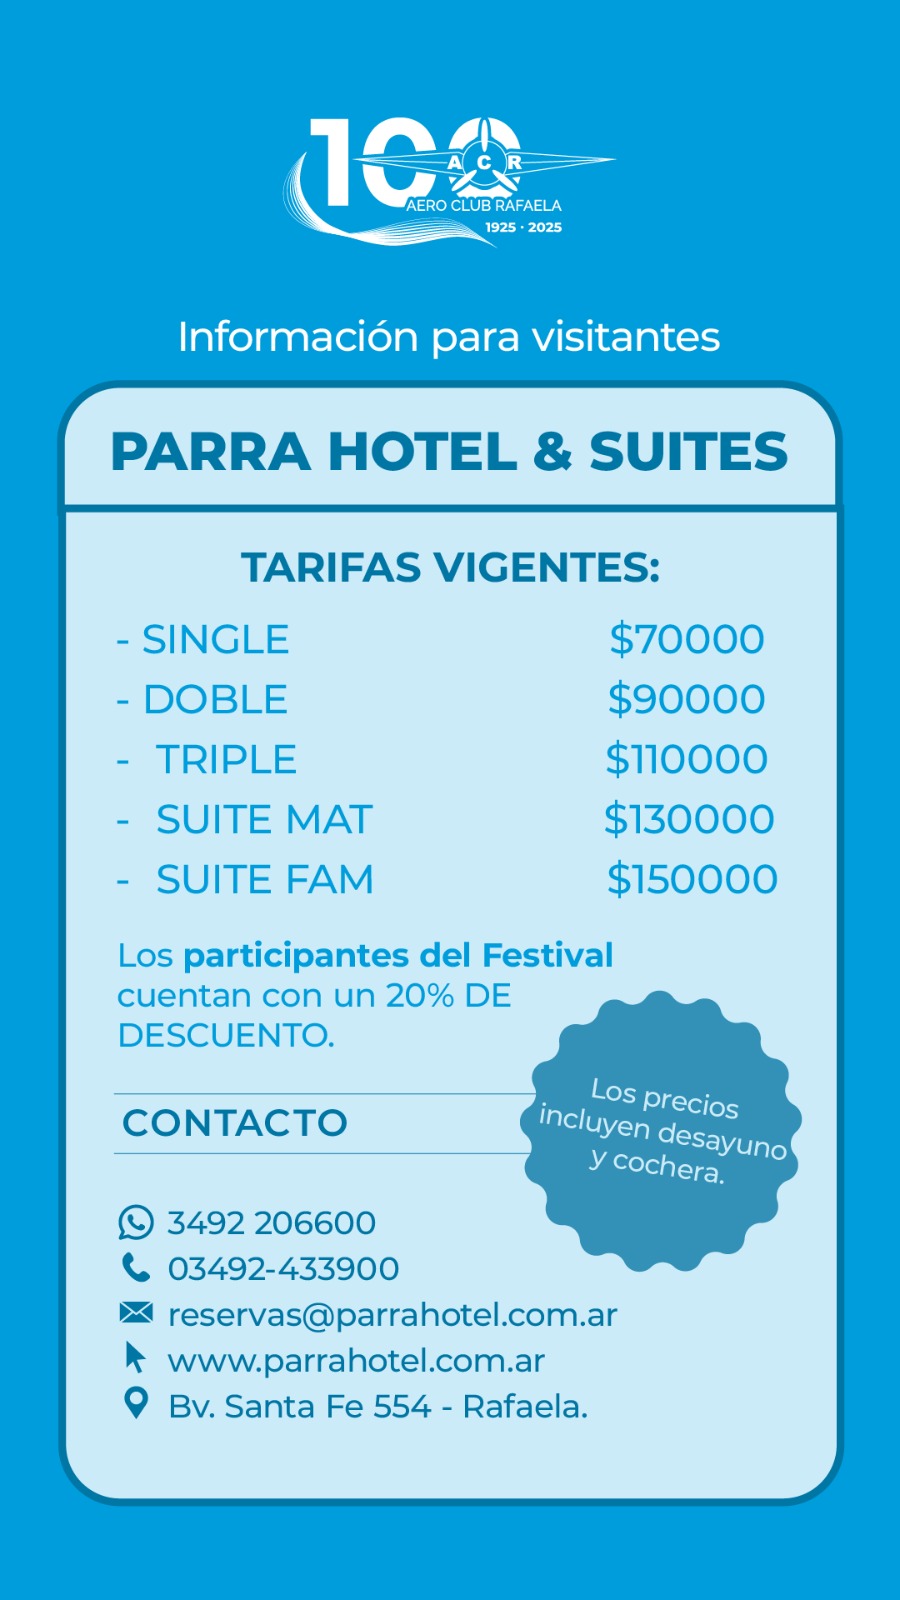 100
A C R
AERO CLUB RAFAELA
1925 · 2025
Información para visitantes
PARRA HOTEL & SUITES
TARIFAS VIGENTES:
- SINGLE $70000
- DOBLE $90000
- TRIPLE $110000
- SUITE MAT $130000
- SUITE FAM $150000
Los participantes del Festival
cuentan con un 20% DE
DESCUENTO.
Los precios
incluyen desayuno
y cochera.
CONTACTO
3492 206600
03492-433900
reservas@parrahotel.com.ar
www.parrahotel.com.ar
Bv. Santa Fe 554 - Rafaela.